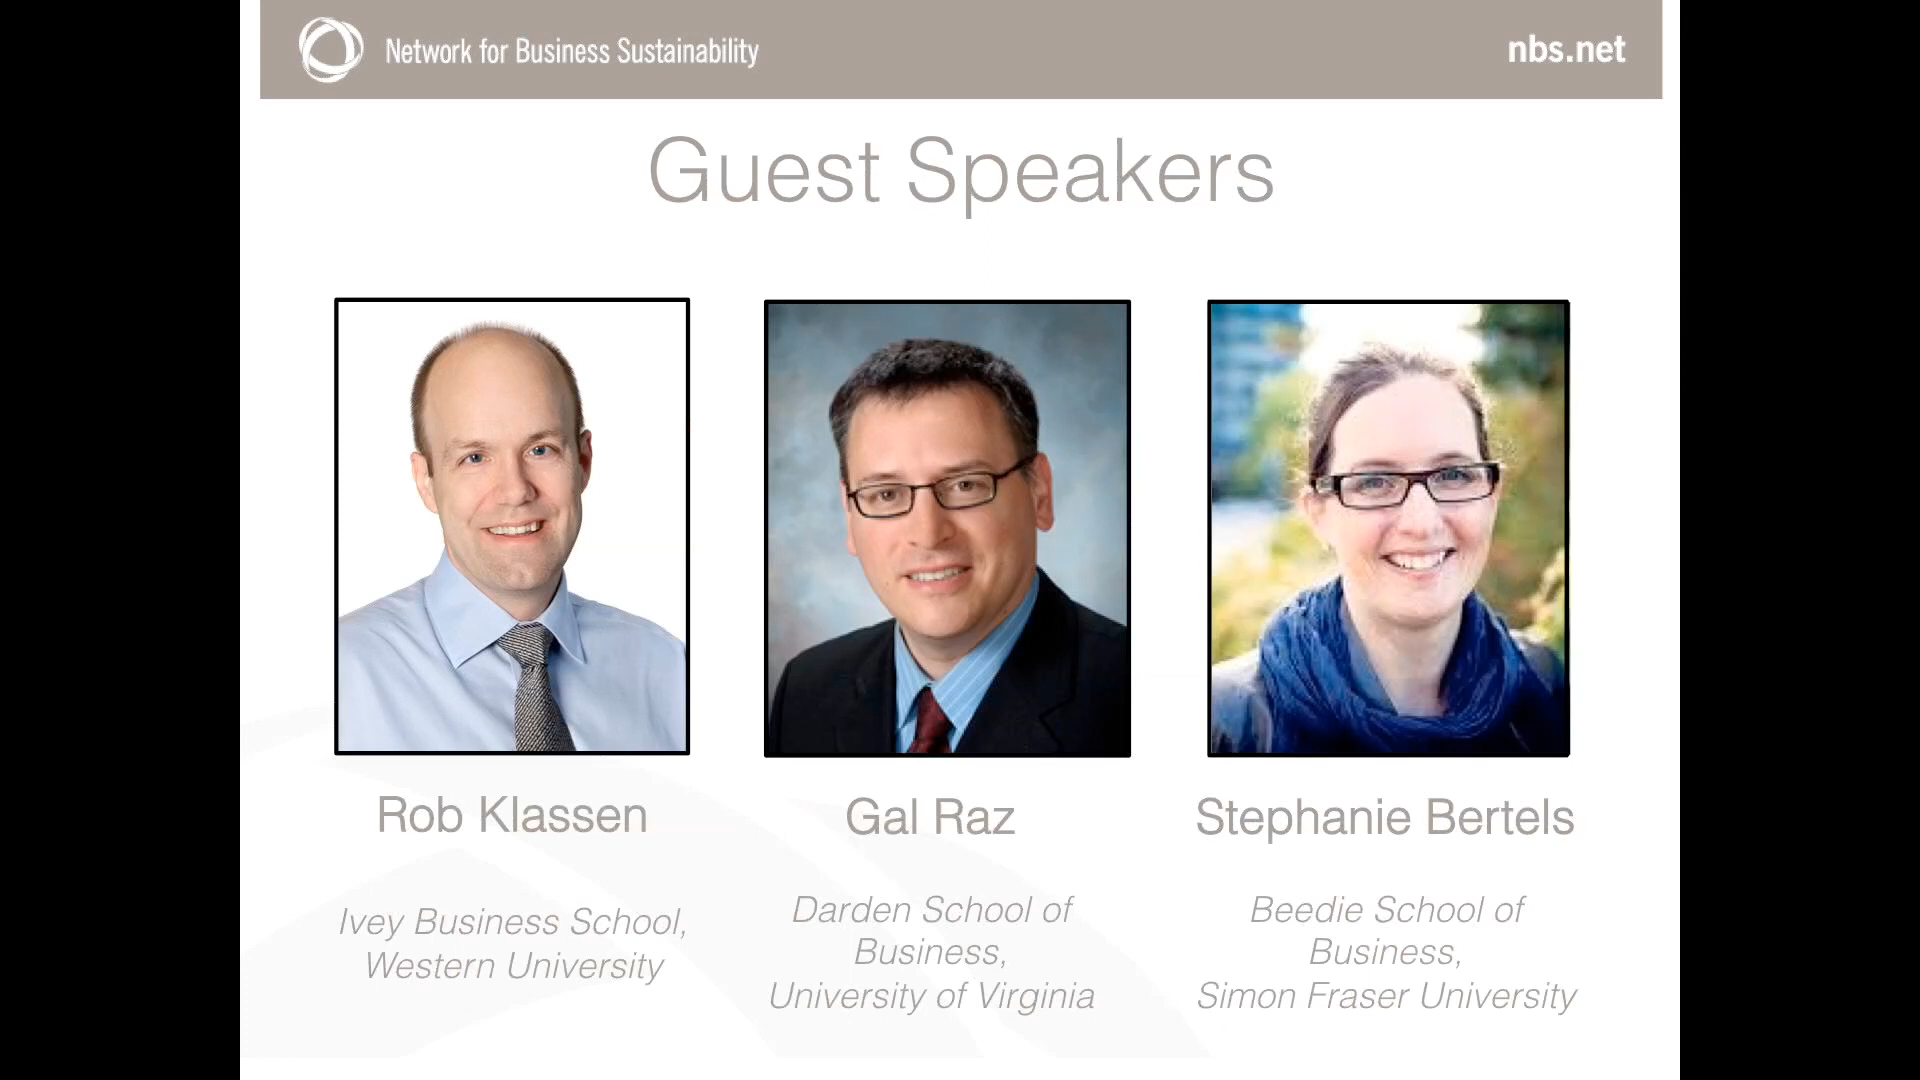 Network for Business Sustainability
nbs.net
Guest Speakers
Rob Klassen
Ivey Business School,
Western University
Gal Raz
Darden School of
Business,
University of Virginia
Stephanie Bertels
Beedie School of
Business,
Simon Fraser University